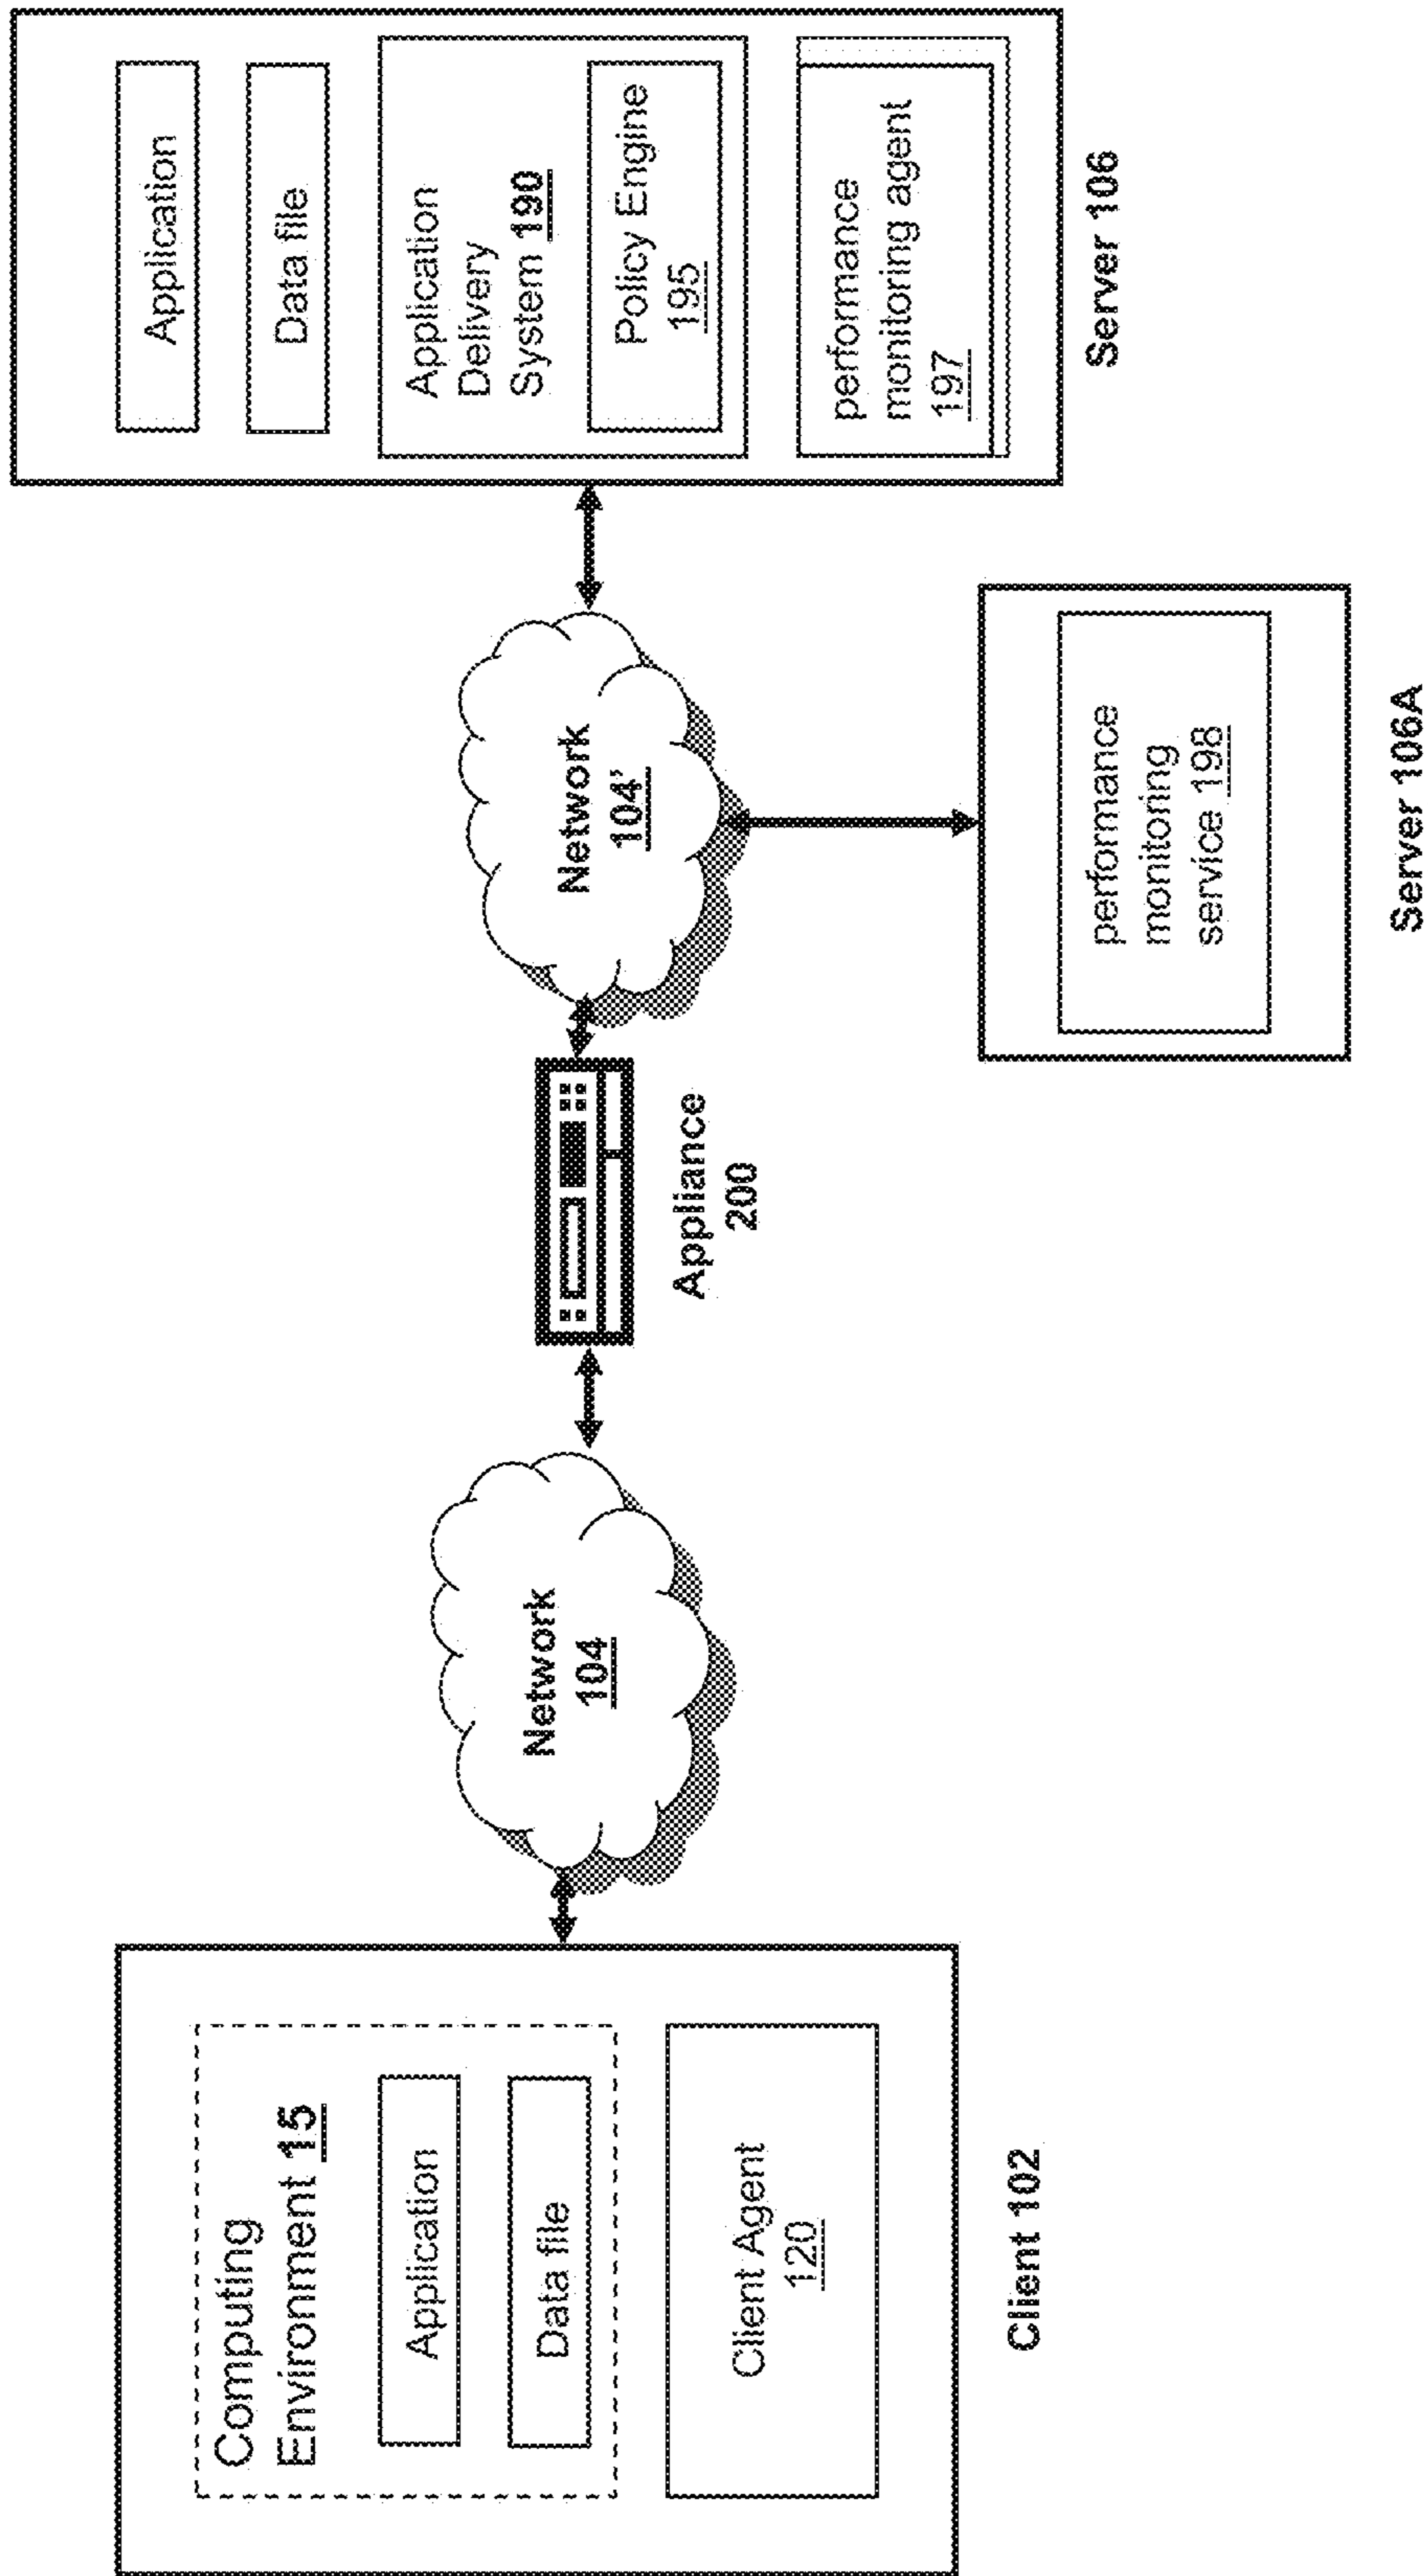 Computing
Environment 15
Application
Data file
Client Agent
120
Client 102
Network
104
Appliance
200
Network
104'
performance
monitoring
service 198
Server 106A
Application
Data file
Application
Delivery
System 190
Policy Engine
195
performance
monitoring agent
197
Server 106